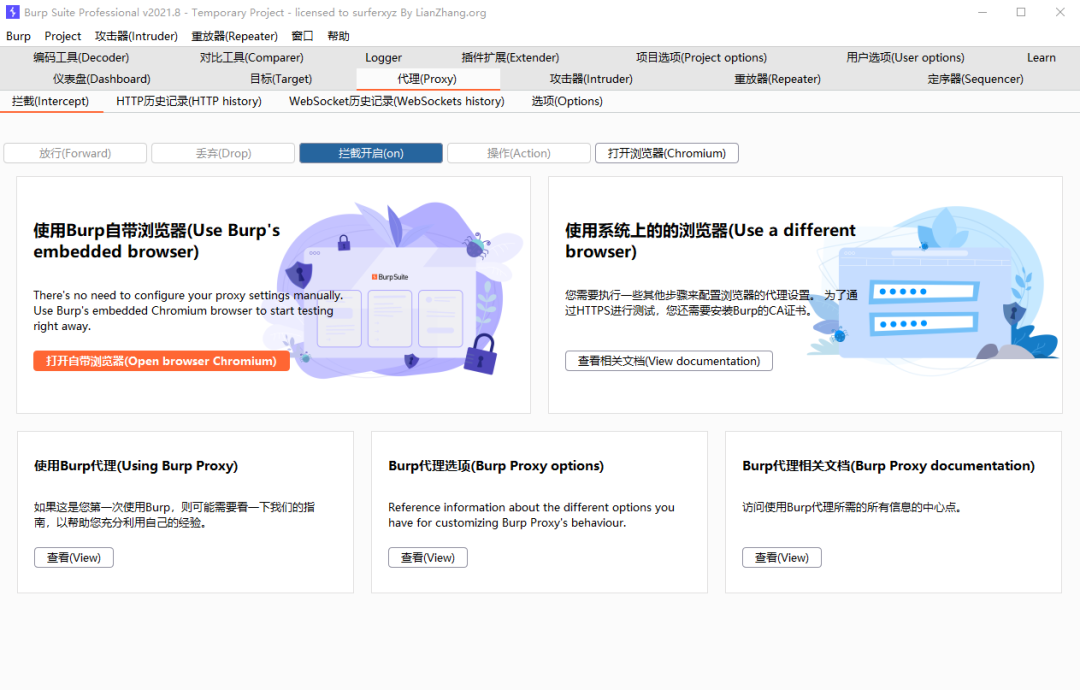 Burp Suite Professional v2021.8 - Temporary Project - licensed to surferxyz By LianZhang.org
Burp Project 攻击器(Intruder) 重放器(Repeater) 窗口 帮助
编码工具(Decoder) 对比工具(Comparer) Logger 插件扩展(Extender) 项目选项(Project options) 用户选项(User options) Learn
仪表盘(Dashboard) 目标(Target) 代理(Proxy) 攻击器(Intruder) 重放器(Repeater) 定序器(Sequencer)
拦截(Intercept) HTTP历史记录(HTTP history) WebSocket历史记录(WebSockets history) 选项(Options)
放行(Forward) 丢弃(Drop) 拦截开启(on) 操作(Action) 打开浏览器(Chromium)
使用Burp自带浏览器(Use Burp's
embedded browser)
BurpSuite
There's no need to configure your proxy settings manually.
Use Burp's embedded Chromium browser to start testing
right away.
打开自带浏览器(Open browser Chromium)
使用系统上的的浏览器(Use a different
browser)
您需要执行一些其他步骤来配置浏览器的代理设置。 为了通
过HTTPS进行测试，您还需要安装Burp的CA证书。
查看相关文档(View documentation)
使用Burp代理(Using Burp Proxy)
如果这是您第一次使用Burp，则可能需要看一下我们的指
南，以帮助您充分利用自己的经验。
查看(View)
Burp代理选项(Burp Proxy options)
Reference information about the different options you
have for customizing Burp Proxy's behaviour.
查看(View)
Burp代理相关文档(Burp Proxy documentation)
访问使用Burp代理所需的所有信息的中心点。
查看(View)